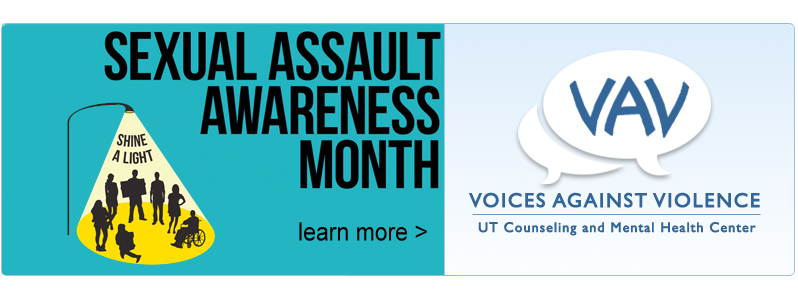 SEXUAL ASSAULT
AWARENESS
MONTH
SHINE
A LIGHT
learn more >
VAV
VOICES AGAINST VIOLENCE
UT Counseling and Mental Health Center